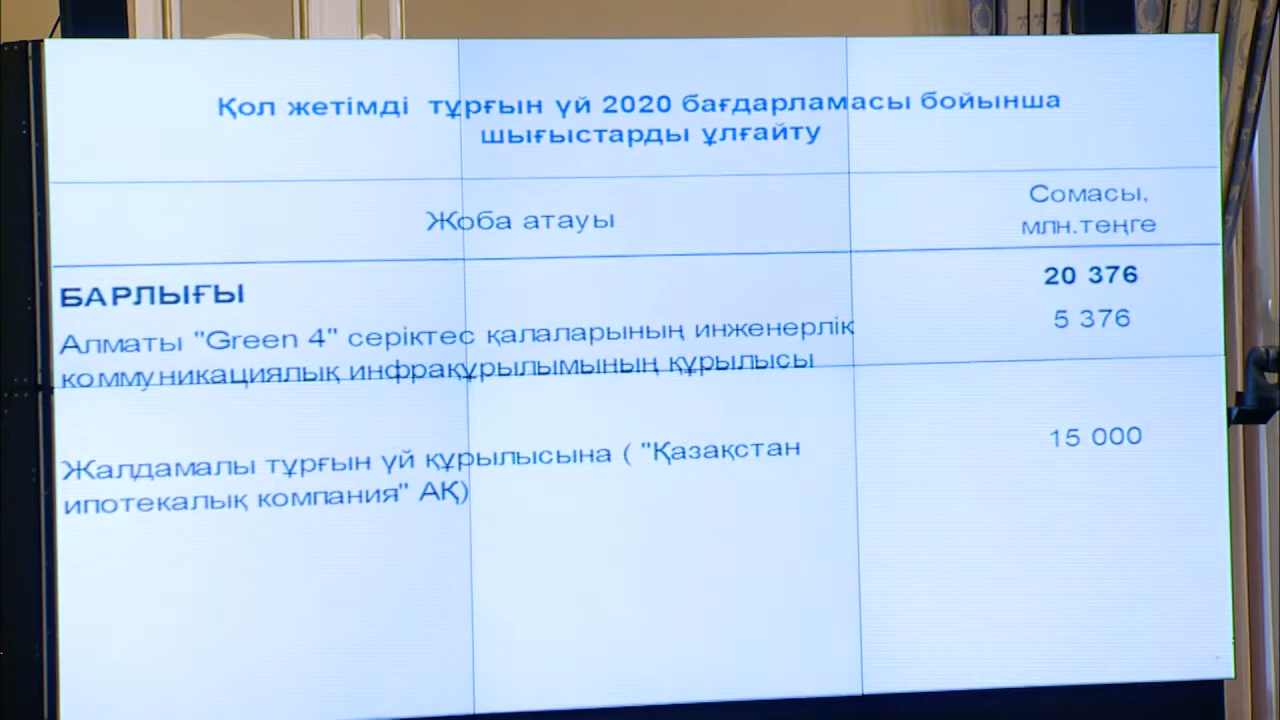 Қол жетімді тұрғын үй 2020 бағдарламасы бойынша
шығыстарды ұлғайту
Жоба атауы
Сомасы,
млн.теңге
БАРЛЫҒЫ
20 376
Алматы "Green 4" серіктес қалаларының инженерлік
5 376
коммуникациялық инфрақұрылымының құрылысы
Жалдамалы тұрғын үй құрылысына ( "Қазақстан
15 000
ипотекалық компания" АҚ)